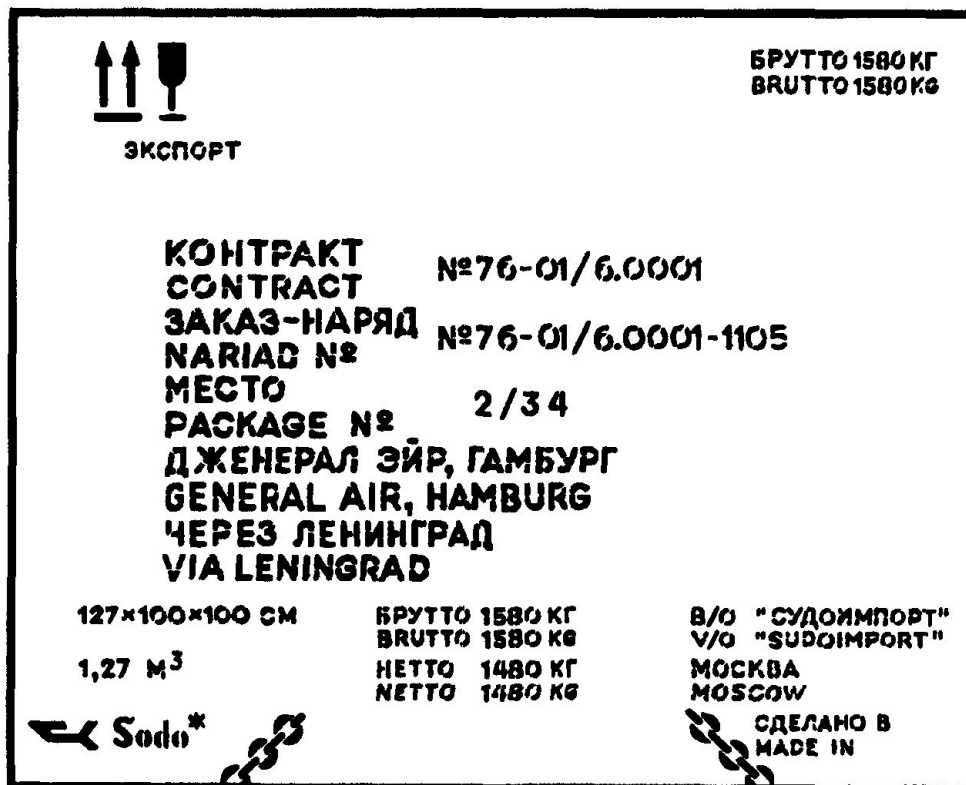 БРУТТО 1580 КГ
BRUTTO 1580 KG
ЭКСПОРТ
КОНТРАКТ
CONTRACT
№76-01/6.0001
ЗАКАЗ-НАРЯД
NARIAD №
№76-01/6.0001-1105
МЕСТО
PACKAGE №
2/34
ДЖЕНЕРАЛ ЭЙР, ГАМБУРГ
GENERAL AIR, HAMBURG
ЧЕРЕЗ ЛЕНИНГРАД
VIA LENINGRAD
127×100×100 СМ
1,27 М³
БРУТТО 1580 КГ
BRUTTO 1580 KG
НЕТТО 1480 КГ
NETTO 1480 KG
В/О "СУДОИМПОРТ"
V/O "SUDOIMPORT"
МОСКВА
MOSCOW
Sodo*
СДЕЛАНО В
MADE IN